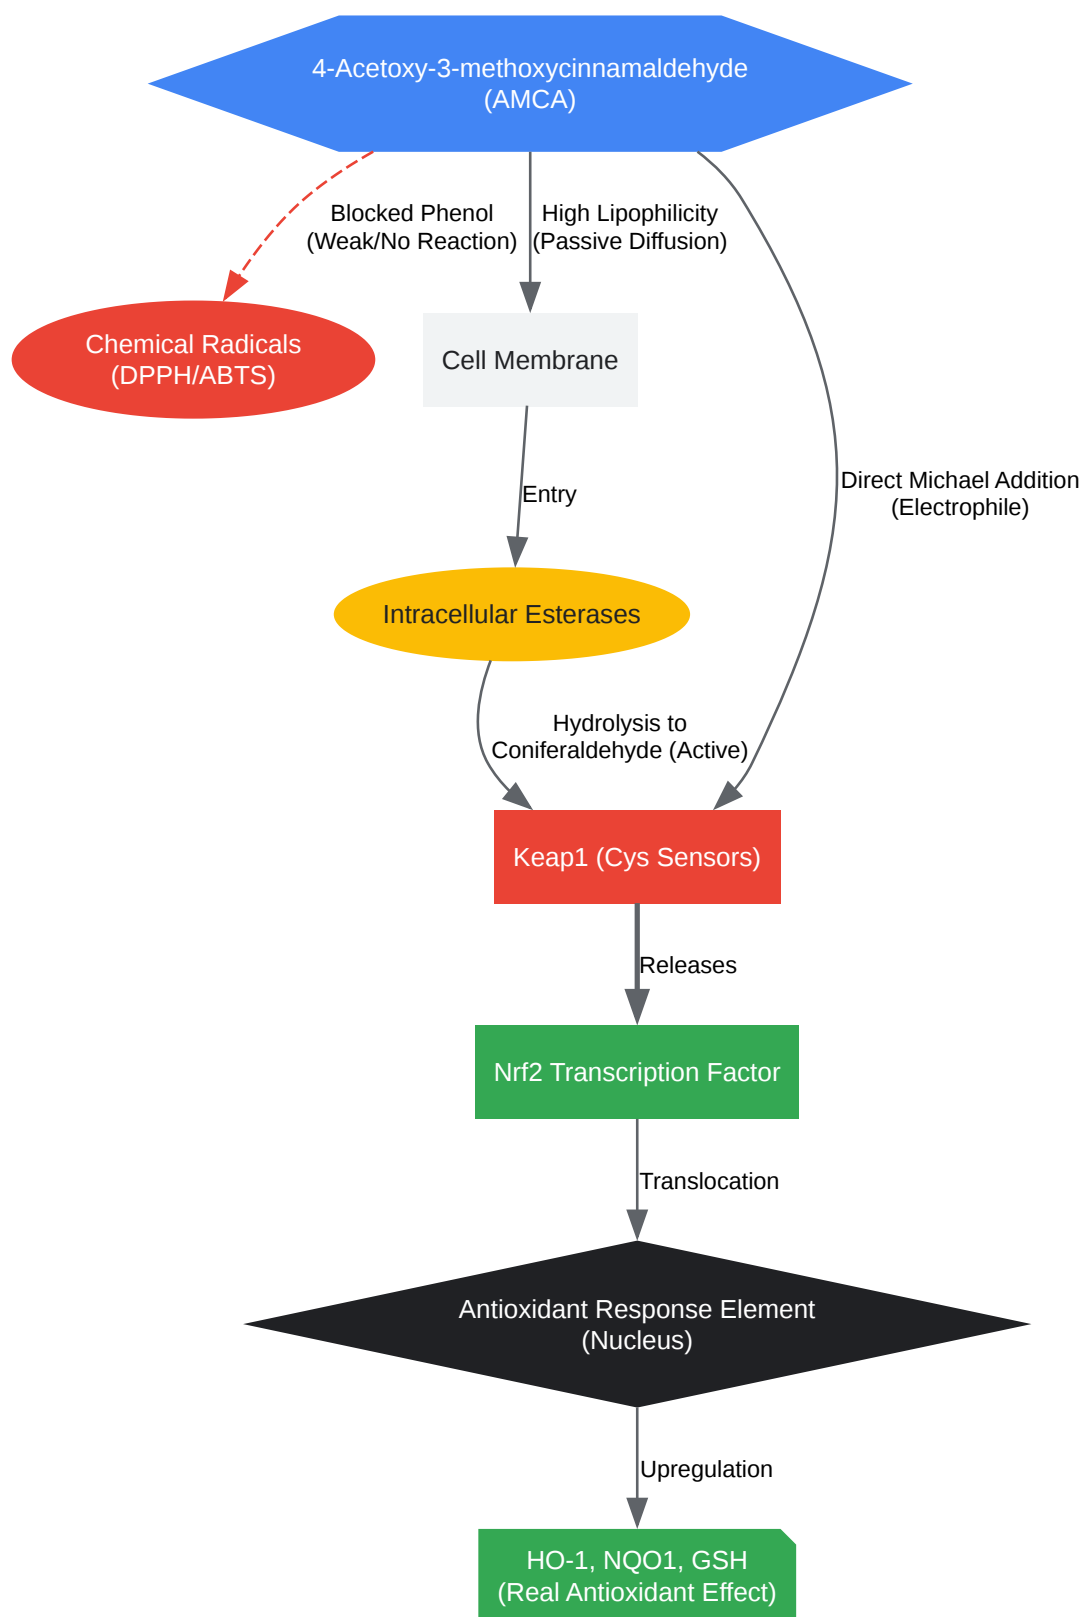 4-Acetoxy-3-methoxycinnamaldehyde
(AMCA)
Blocked Phenol
(Weak/No Reaction)
High Lipophilicity
(Passive Diffusion)
Chemical Radicals
(DPPH/ABTS)
Cell Membrane
Direct Michael Addition
(Electrophile)
Entry
Intracellular Esterases
Hydrolysis to
Coniferaldehyde (Active)
Keap1 (Cys Sensors)
Releases
Nrf2 Transcription Factor
Translocation
Antioxidant Response Element
(Nucleus)
Upregulation
HO-1, NQO1, GSH
(Real Antioxidant Effect)